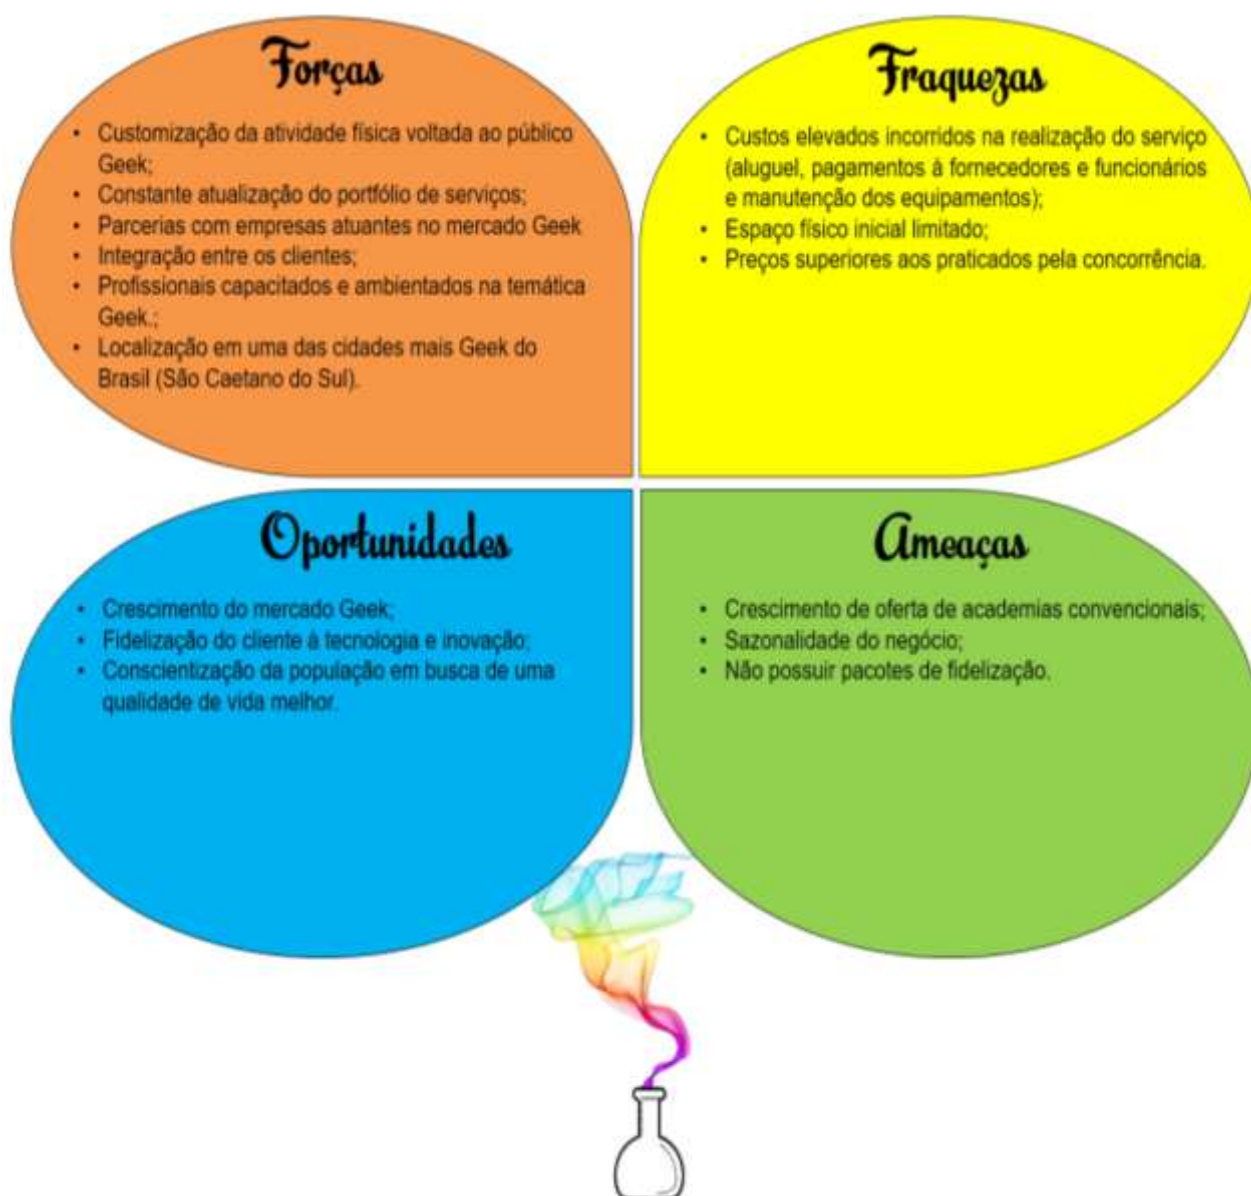 Forças
• Customização da atividade física voltada ao público
Geek;
• Constante atualização do portfólio de serviços;
• Parcerias com empresas atuantes no mercado Geek
• Integração entre os clientes;
• Profissionais capacitados e ambientados na temática
Geek.;
• Localização em uma das cidades mais Geek do
Brasil (São Caetano do Sul).
Fraquezas
• Custos elevados incorridos na realização do serviço
(aluguel, pagamentos à fornecedores e funcionários
e manutenção dos equipamentos);
• Espaço físico inicial limitado;
• Preços superiores aos praticados pela concorrência.
Oportunidades
• Crescimento do mercado Geek;
• Fidelização do cliente à tecnologia e inovação;
• Conscientização da população em busca de uma
qualidade de vida melhor.
Ameaças
• Crescimento de oferta de academias convencionais;
• Sazonalidade do negócio;
• Não possuir pacotes de fidelização.